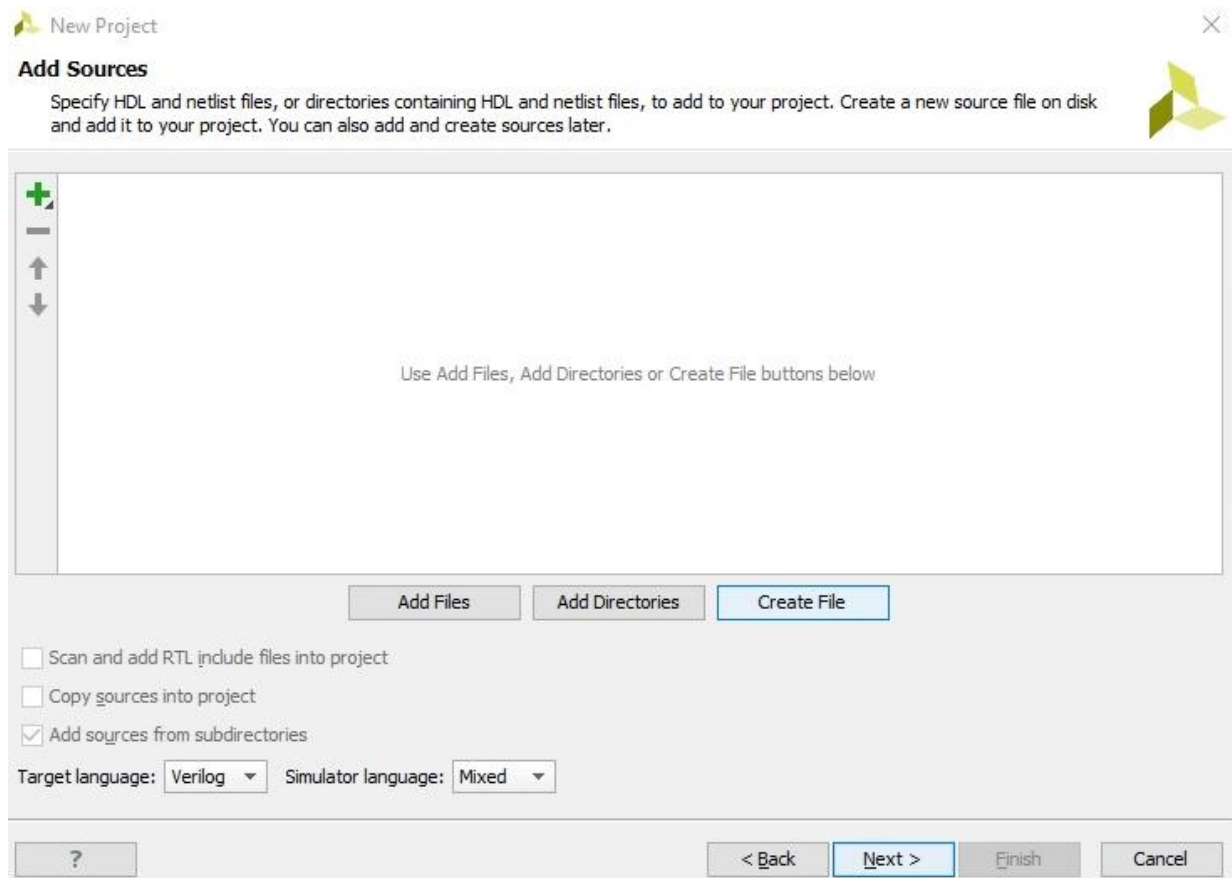 New Project
Add Sources
Specify HDL and netlist files, or directories containing HDL and netlist files, to add to your project. Create a new source file on disk
and add it to your project. You can also add and create sources later.
Use Add Files, Add Directories or Create File buttons below
Add Files Add Directories Create File
Scan and add RTL include files into project
Copy sources into project
Add sources from subdirectories
Target language: Verilog Simulator language: Mixed
? < Back Next > Finish Cancel